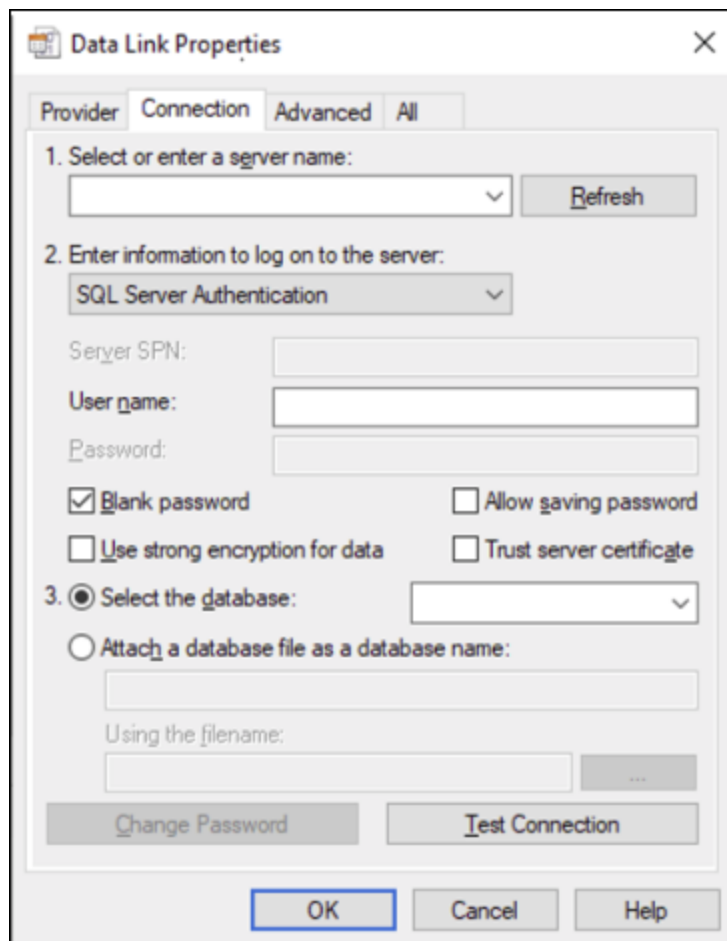 Data Link Properties
Provider Connection Advanced All
1. Select or enter a server name:
Refresh
2. Enter information to log on to the server:
SQL Server Authentication
Server SPN:
User name:
Password:
Blank password Allow saving password
Use strong encryption for data Trust server certificate
3. Select the database:
Attach a database file as a database name:
Using the filename:
...
Change Password Test Connection
OK Cancel Help